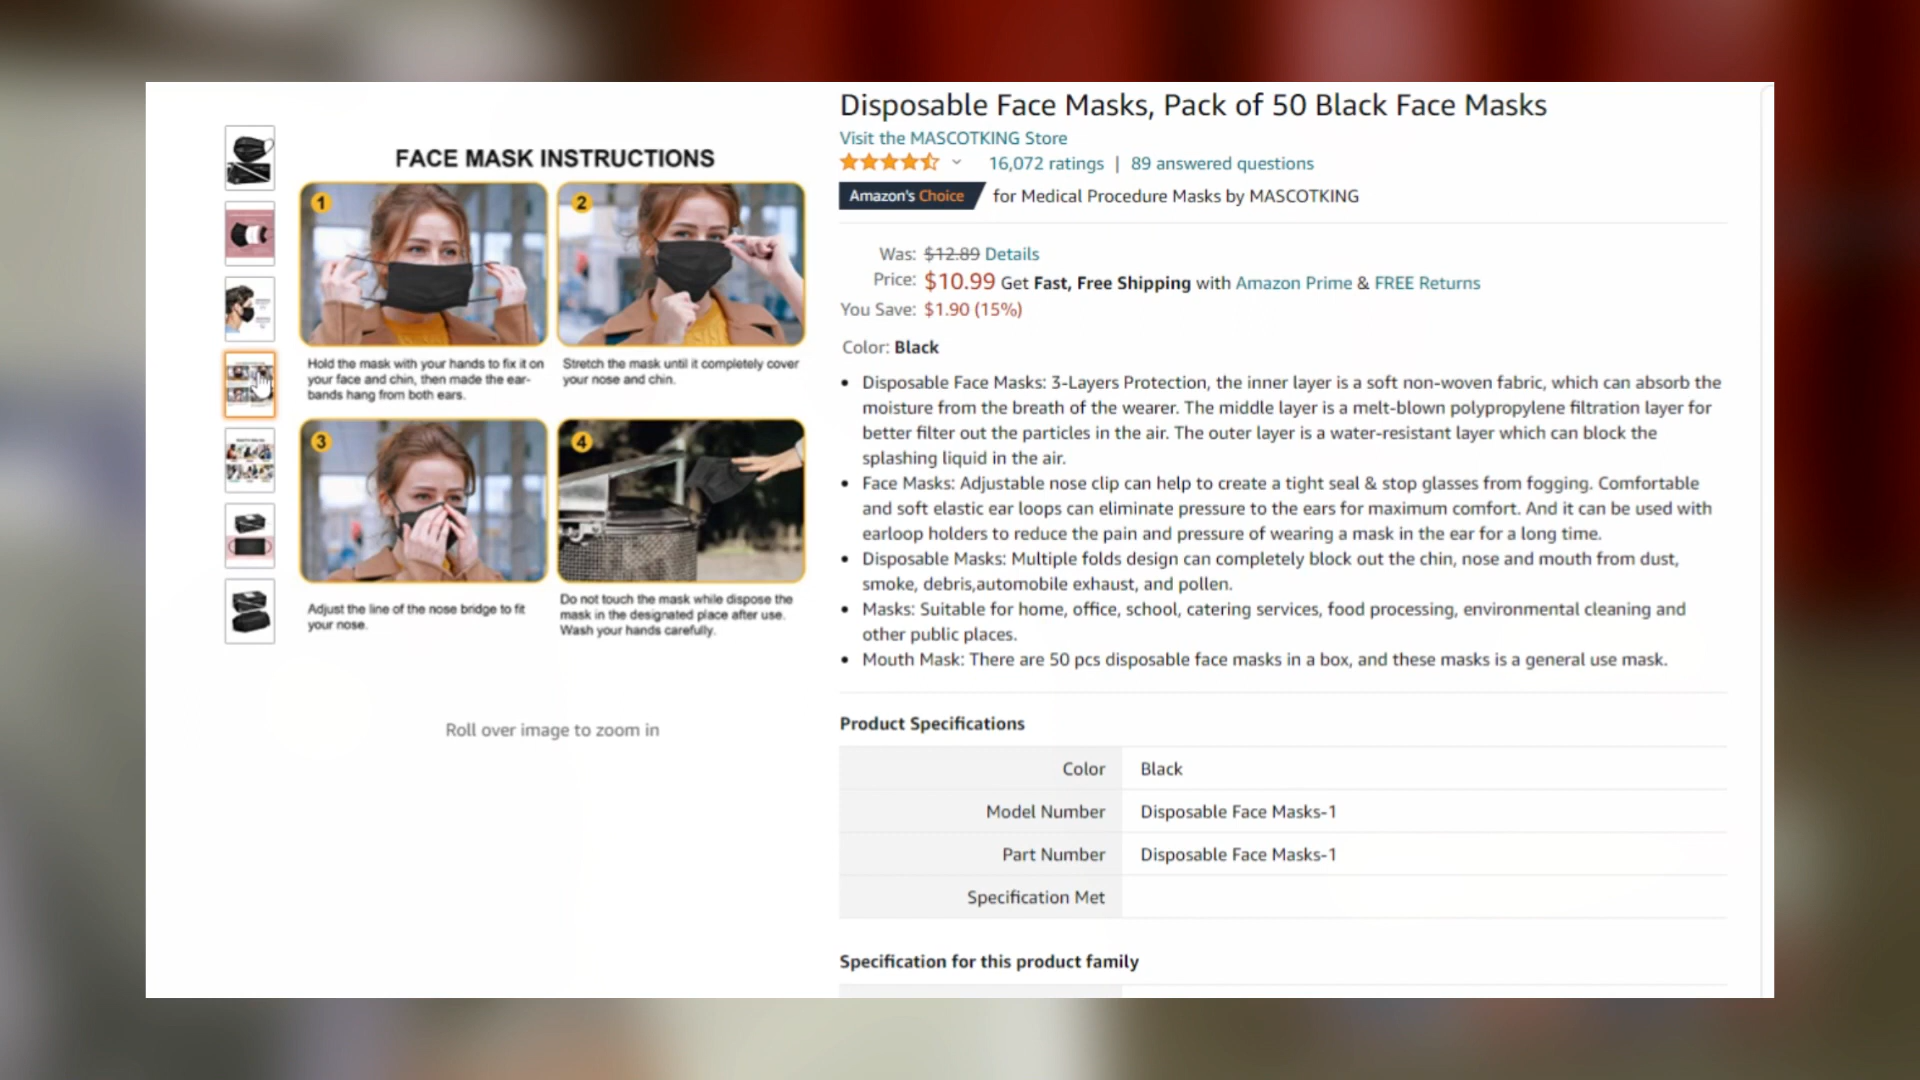 Disposable Face Masks, Pack of 50 Black Face Masks
Visit the MASCOTKING Store
16,072 ratings | 89 answered questions
Amazon's Choice for Medical Procedure Masks by MASCOTKING
Was: $12.89 Details
Price: $10.99 Get Fast, Free Shipping with Amazon Prime & FREE Returns
You Save: $1.90 (15%)
Color: Black
• Disposable Face Masks: 3-Layers Protection, the inner layer is a soft non-woven fabric, which can absorb the
moisture from the breath of the wearer. The middle layer is a melt-blown polypropylene filtration layer for
better filter out the particles in the air. The outer layer is a water-resistant layer which can block the
splashing liquid in the air.
• Face Masks: Adjustable nose clip can help to create a tight seal & stop glasses from fogging. Comfortable
and soft elastic ear loops can eliminate pressure to the ears for maximum comfort. And it can be used with
earloop holders to reduce the pain and pressure of wearing a mask in the ear for a long time.
• Disposable Masks: Multiple folds design can completely block out the chin, nose and mouth from dust,
smoke, debris,automobile exhaust, and pollen.
• Masks: Suitable for home, office, school, catering services, food processing, environmental cleaning and
other public places.
• Mouth Mask: There are 50 pcs disposable face masks in a box, and these masks is a general use mask.
Product Specifications
Color Black
Model Number Disposable Face Masks-1
Part Number Disposable Face Masks-1
Specification Met
Specification for this product family
FACE MASK INSTRUCTIONS
1
Hold the mask with your hands to fix it on
your face and chin, then made the ear-
bands hang from both ears.
2
Stretch the mask until it completely cover
your nose and chin.
3
Adjust the line of the nose bridge to fit
your nose.
4
Do not touch the mask while dispose the
mask in the designated place after use.
Wash your hands carefully.
Roll over image to zoom in